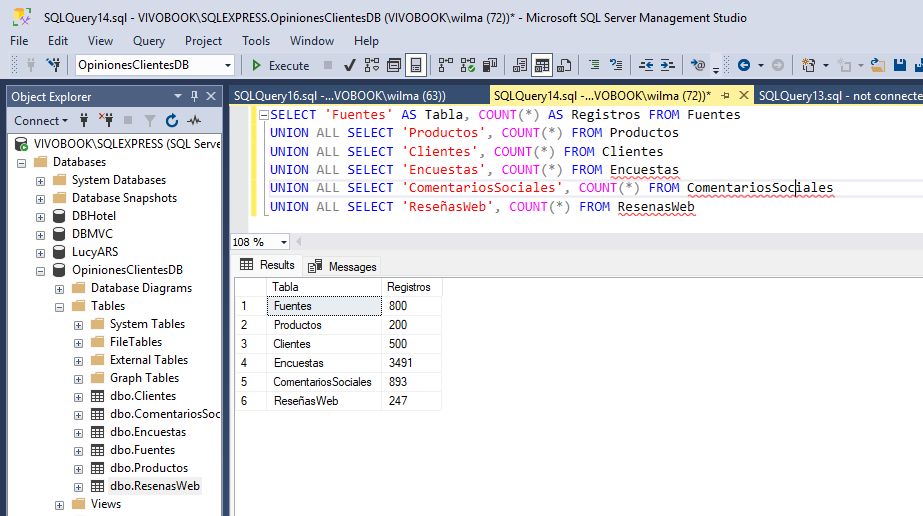 SQLQuery14.sql - VIVOBOOK\SQLEXPRESS.OpinionesClientesDB (VIVOBOOK\wilma (72))* - Microsoft SQL Server Management Studio
File Edit View Query Project Tools Window Help
OpinionesClientesDB Execute
Object Explorer
Connect
VIVOBOOK\SQLEXPRESS (SQL Serve
Databases
System Databases
Database Snapshots
DBHotel
DBMVC
LucyARS
OpinionesClientesDB
Database Diagrams
Tables
System Tables
FileTables
External Tables
Graph Tables
dbo.Clientes
dbo.ComentariosSoc
dbo.Encuestas
dbo.Fuentes
dbo.Productos
dbo.ResenasWeb
Views
SQLQuery16.sql -...VOBOOK\wilma (63)) SQLQuery14.sql -...VOBOOK\wilma (72))* SQLQuery13.sql - not connecte
SELECT 'Fuentes' AS Tabla, COUNT(*) AS Registros FROM Fuentes
UNION ALL SELECT 'Productos', COUNT(*) FROM Productos
UNION ALL SELECT 'Clientes', COUNT(*) FROM Clientes
UNION ALL SELECT 'Encuestas', COUNT(*) FROM Encuestas
UNION ALL SELECT 'ComentariosSociales', COUNT(*) FROM ComentariosSociales
UNION ALL SELECT 'ReseñasWeb', COUNT(*) FROM ResenasWeb
108 %
Results Messages
Tabla Registros
1 Fuentes 800
2 Productos 200
3 Clientes 500
4 Encuestas 3491
5 ComentariosSociales 893
6 ReseñasWeb 247